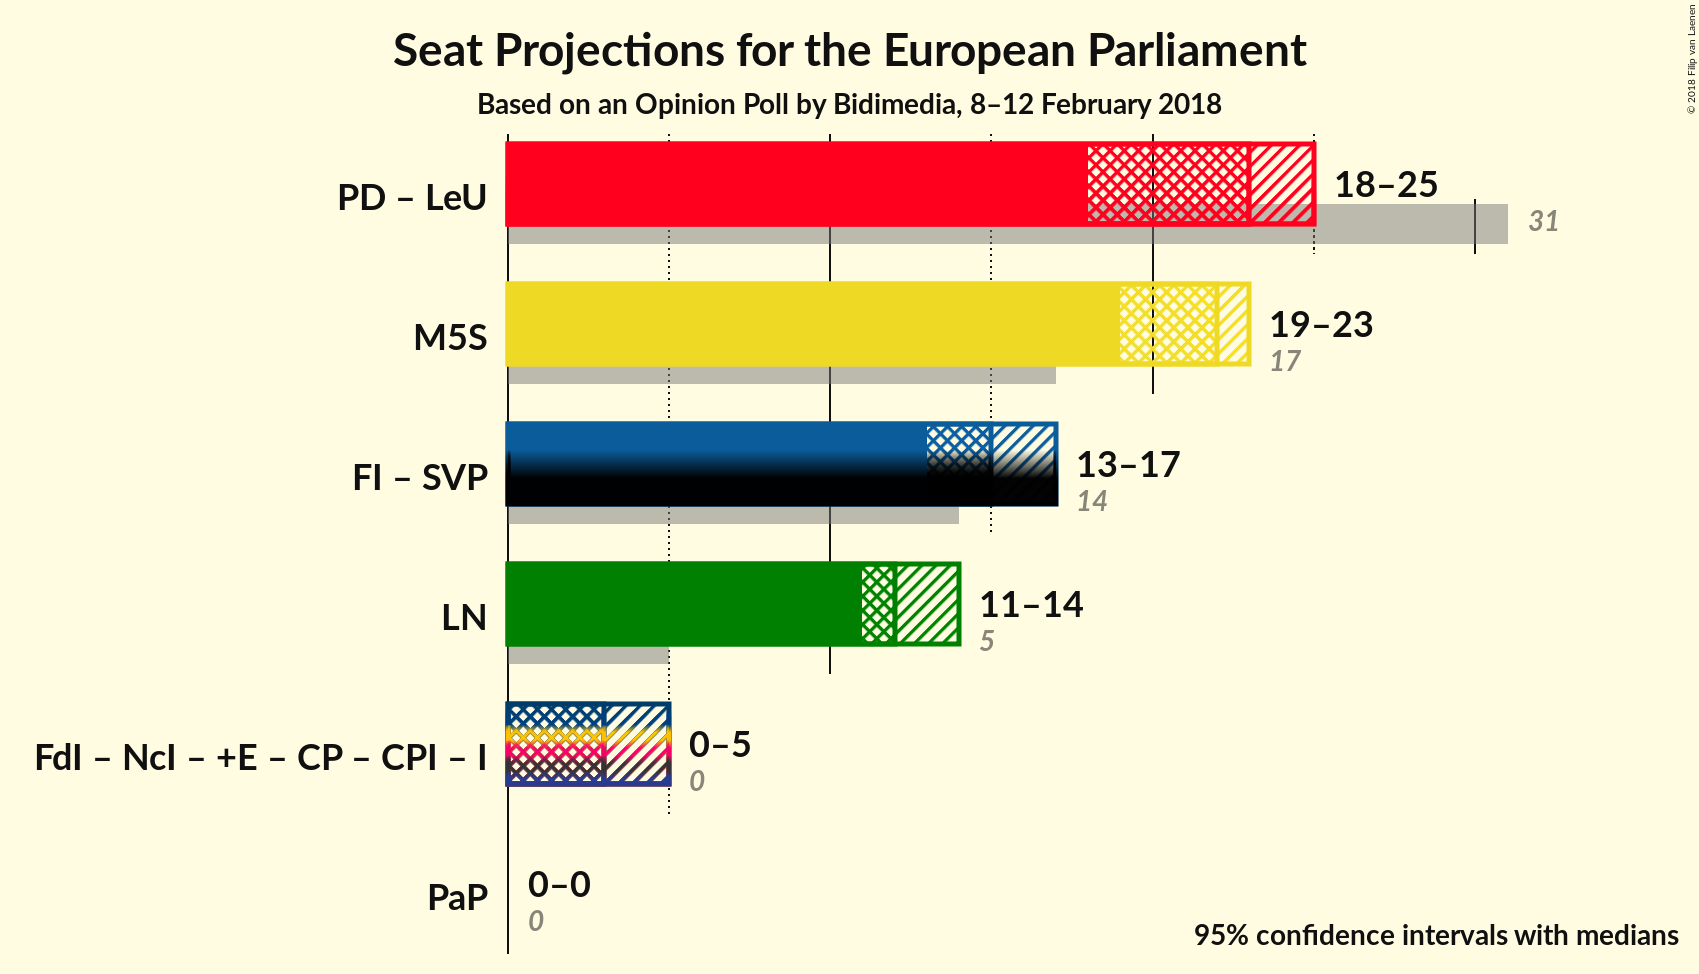 Seat Projections for the European Parliament
Based on an Opinion Poll by Bidimedia, 8–12 February 2018
© 2018 Filip van Laenen
PD – LeU
18–25
31
M5S
19–23
17
FI – SVP
13–17
14
LN
11–14
5
FdI – NcI – +E – CP – CPI – I
0–5
0
PaP
0–0
0
95% confidence intervals with medians